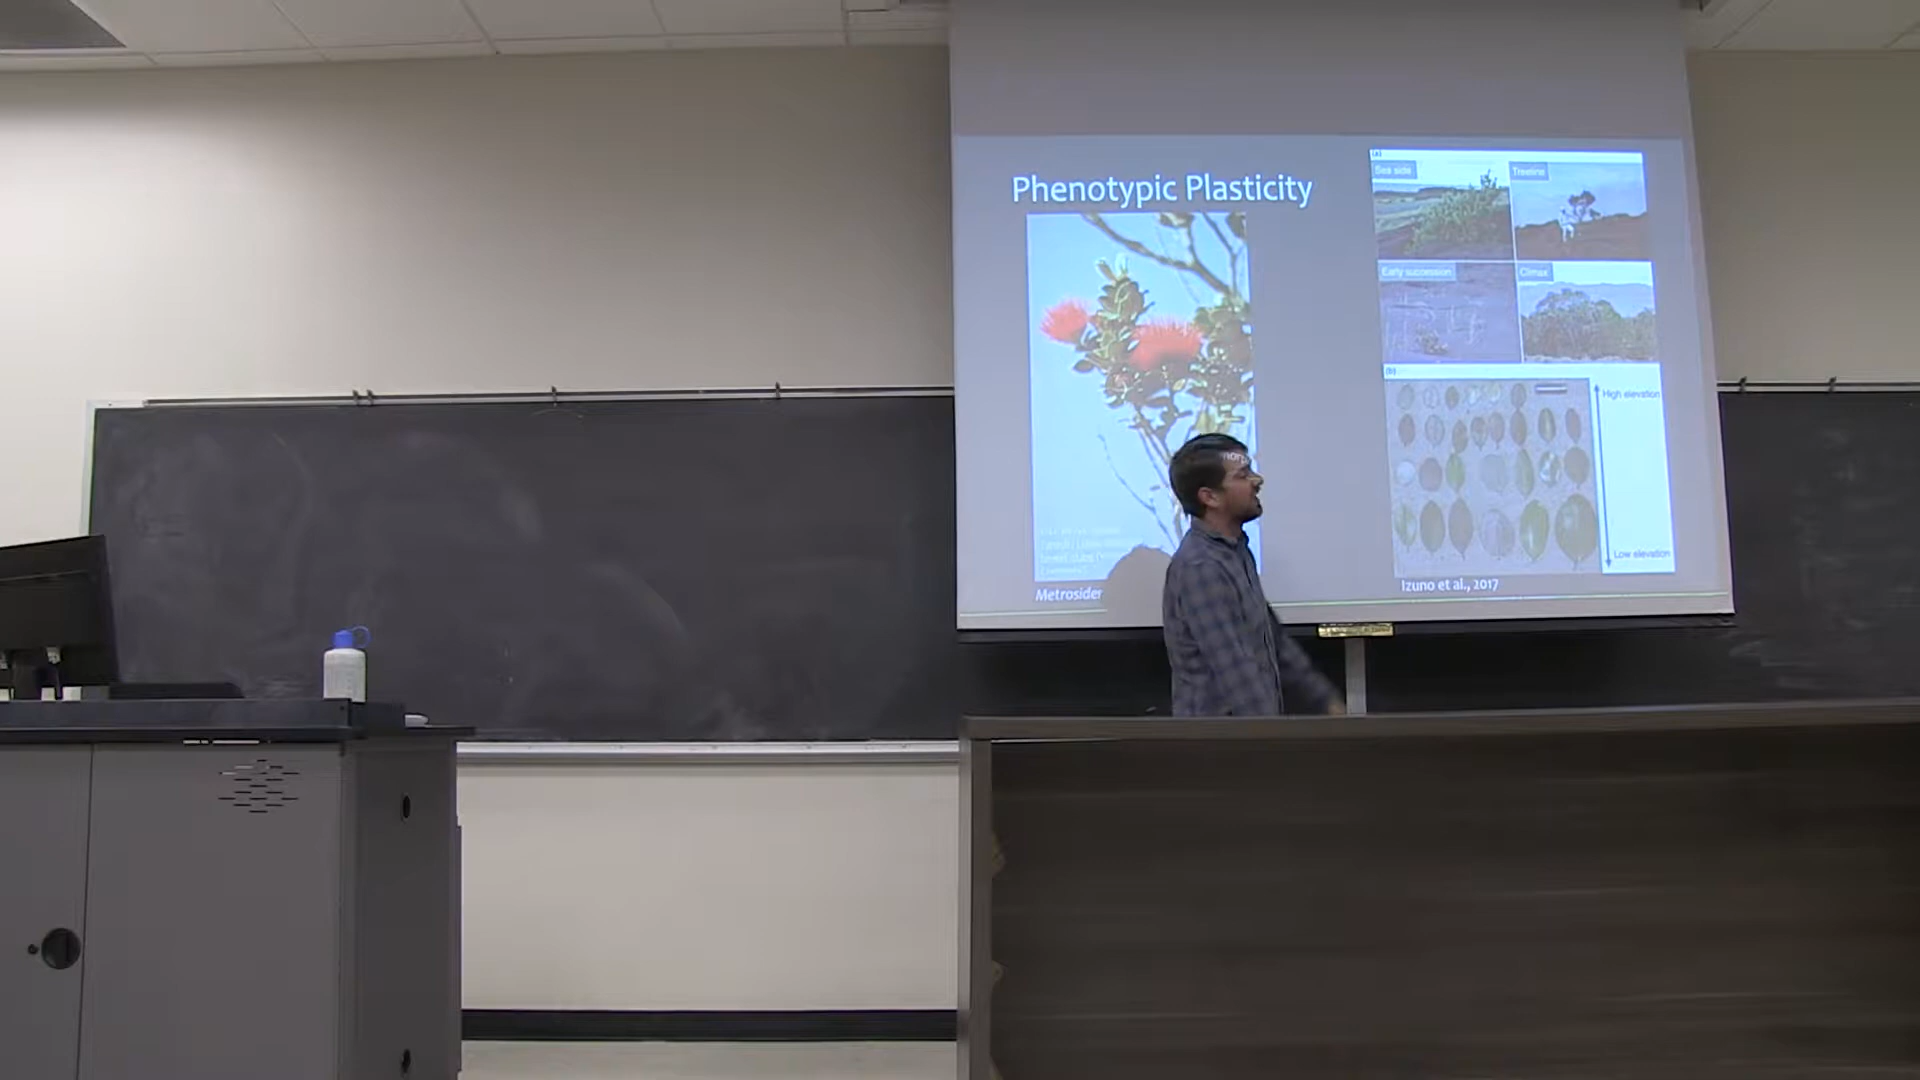 Phenotypic Plasticity
Metrosider
(a)
Sea side
Treeline
Early succession
Climax
(b)
High elevation
Low elevation
Izuno et al., 2017